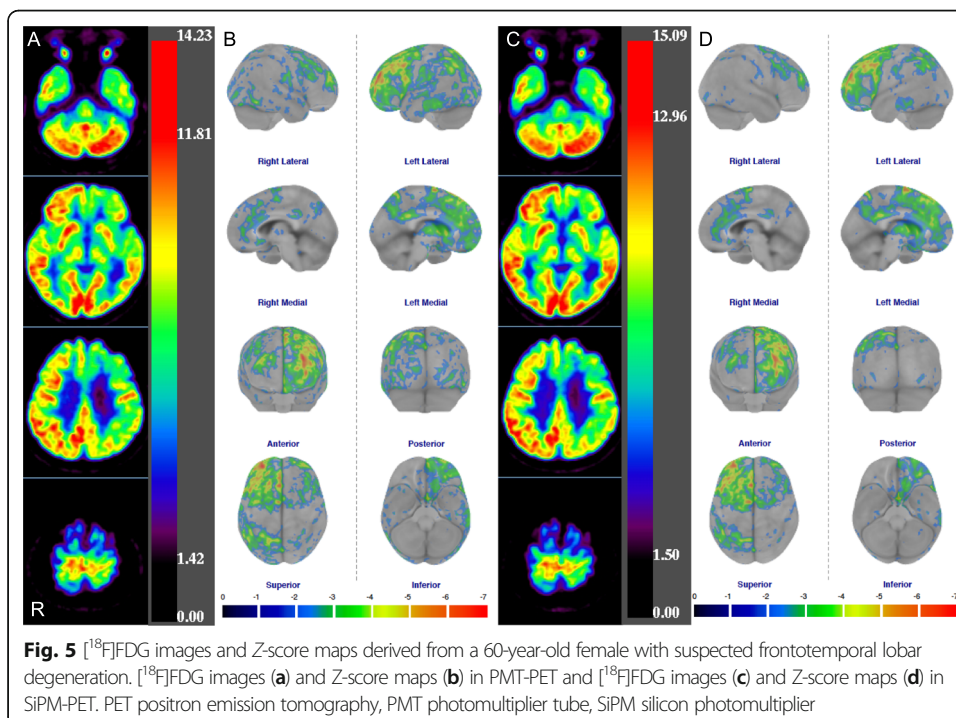 A
14.23
11.81
1.42
0.00
R
B
Right Lateral
Left Lateral
Right Medial
Left Medial
Anterior
Posterior
Superior
Inferior
0 -1 -2 -3 -4 -5 -6 -7
C
15.09
12.96
1.50
0.00
D
Right Lateral
Left Lateral
Right Medial
Left Medial
Anterior
Posterior
Superior
Inferior
0 -1 -2 -3 -4 -5 -6 -7
Fig. 5 [18F]FDG images and Z-score maps derived from a 60-year-old female with suspected frontotemporal lobar
degeneration. [18F]FDG images (a) and Z-score maps (b) in PMT-PET and [18F]FDG images (c) and Z-score maps (d) in
SiPM-PET. PET positron emission tomography, PMT photomultiplier tube, SiPM silicon photomultiplier